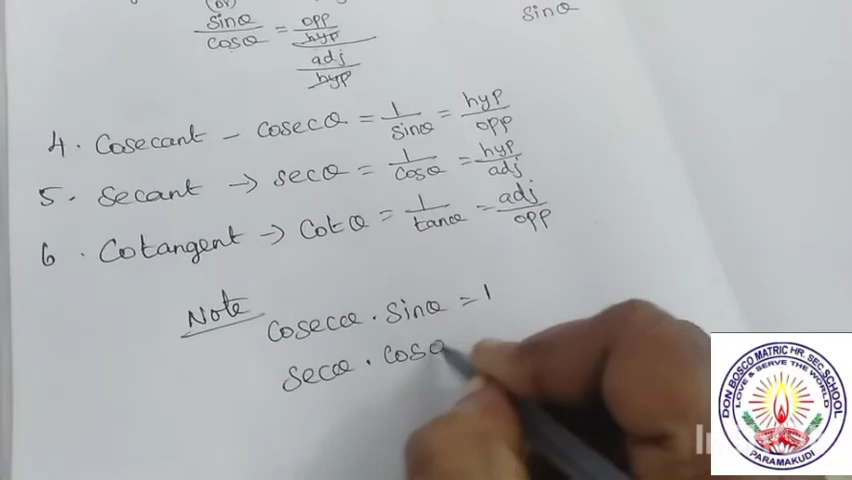 (or)
sinθ/cosθ = opp/hyp / adj/hyp
sinθ
4. Cosecant - cosecθ = 1/sinθ = hyp/opp
5. Secant → secθ = 1/cosθ = hyp/adj
6. Cotangent → Cotθ = 1/tanθ = adj/opp
Note
cosecθ . sinθ = 1
secθ . cosθ
DON BOSCO MATRIC HR. SEC. SCHOOL
LOVE & SERVE THE WORLD
PARAMAKUDI